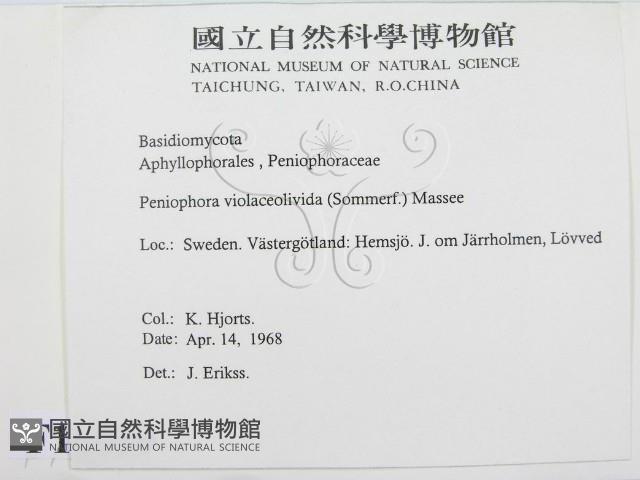 國立自然科學博物館
NATIONAL MUSEUM OF NATURAL SCIENCE
TAICHUNG, TAIWAN, R.O.CHINA
Basidiomycota
Aphyllophorales , Peniophoraceae
Peniophora violaceolivida (Sommerf.) Massee
Loc.: Sweden. Västergötland: Hemsjö. J. om Järrholmen, Lövved
Col.: K. Hjorts.
Date: Apr. 14, 1968
Det.: J. Erikss.
國立自然科學博物館
NATIONAL MUSEUM OF NATURAL SCIENCE